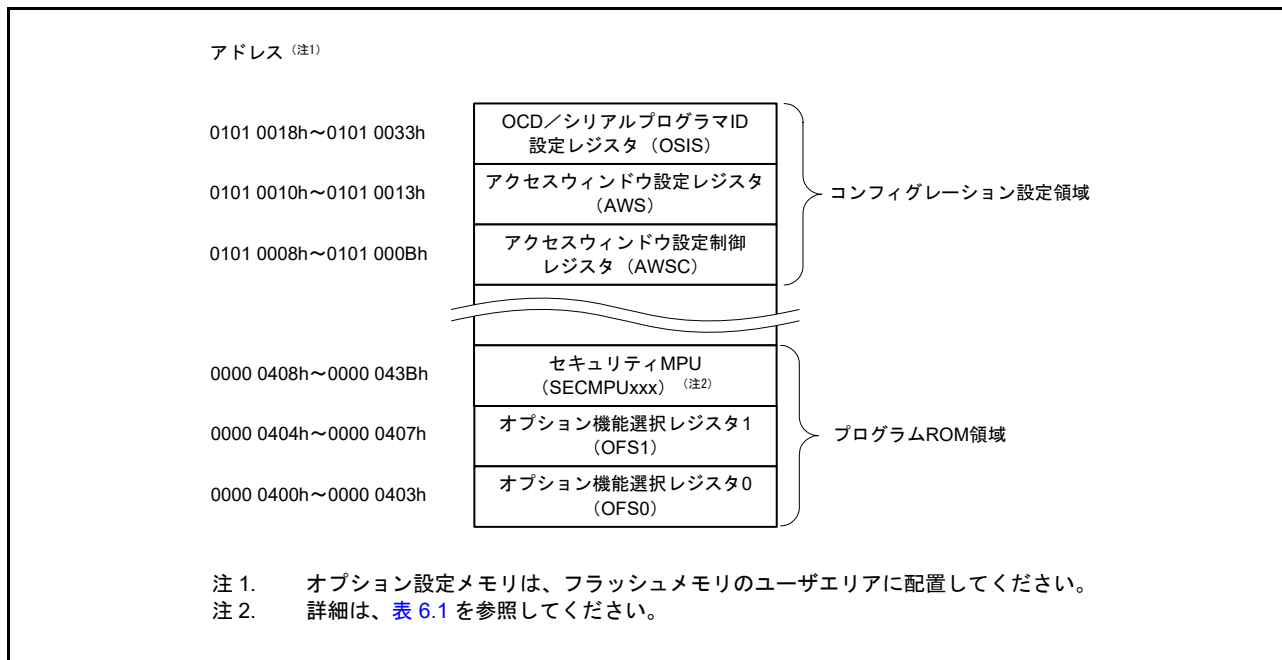 アドレス（注1）
0101 0018h～0101 0033h
OCD／シリアルプログラマID
設定レジスタ（OSIS）
0101 0010h～0101 0013h
アクセスウィンドウ設定レジスタ
（AWS）
コンフィグレーション設定領域
0101 0008h～0101 000Bh
アクセスウィンドウ設定制御
レジスタ（AWSC）
0000 0408h～0000 043Bh
セキュリティMPU
（SECMPUxxx）（注2）
0000 0404h～0000 0407h
オプション機能選択レジスタ1
（OFS1）
プログラムROM領域
0000 0400h～0000 0403h
オプション機能選択レジスタ0
（OFS0）
注 1. オプション設定メモリは、フラッシュメモリのユーザエリアに配置してください。
注 2. 詳細は、表 6.1 を参照してください。